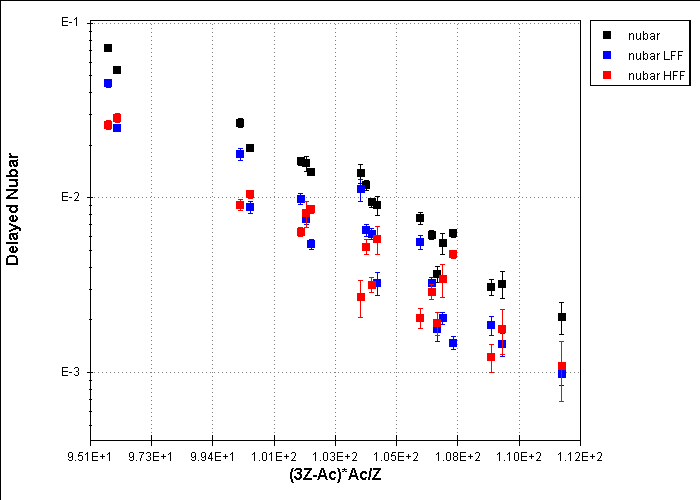 E-1
E-2
E-3
Delayed Nubar
9.51E+1 9.73E+1 9.94E+1 1.01E+2 1.03E+2 1.05E+2 1.08E+2 1.10E+2 1.12E+2
(3Z-Ac)*Ac/Z
nubar
nubar LFF
nubar HFF